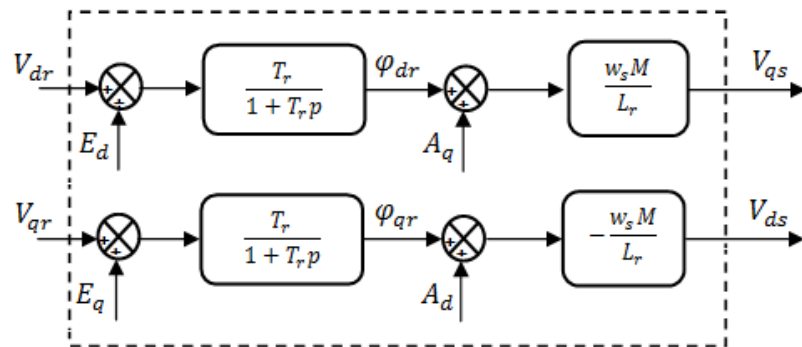 V_dr + + T_r / (1 + T_r p) φ_dr + + w_s M / L_r V_qs
E_d A_q
V_qr + + T_r / (1 + T_r p) φ_qr + + − w_s M / L_r V_ds
E_q A_d